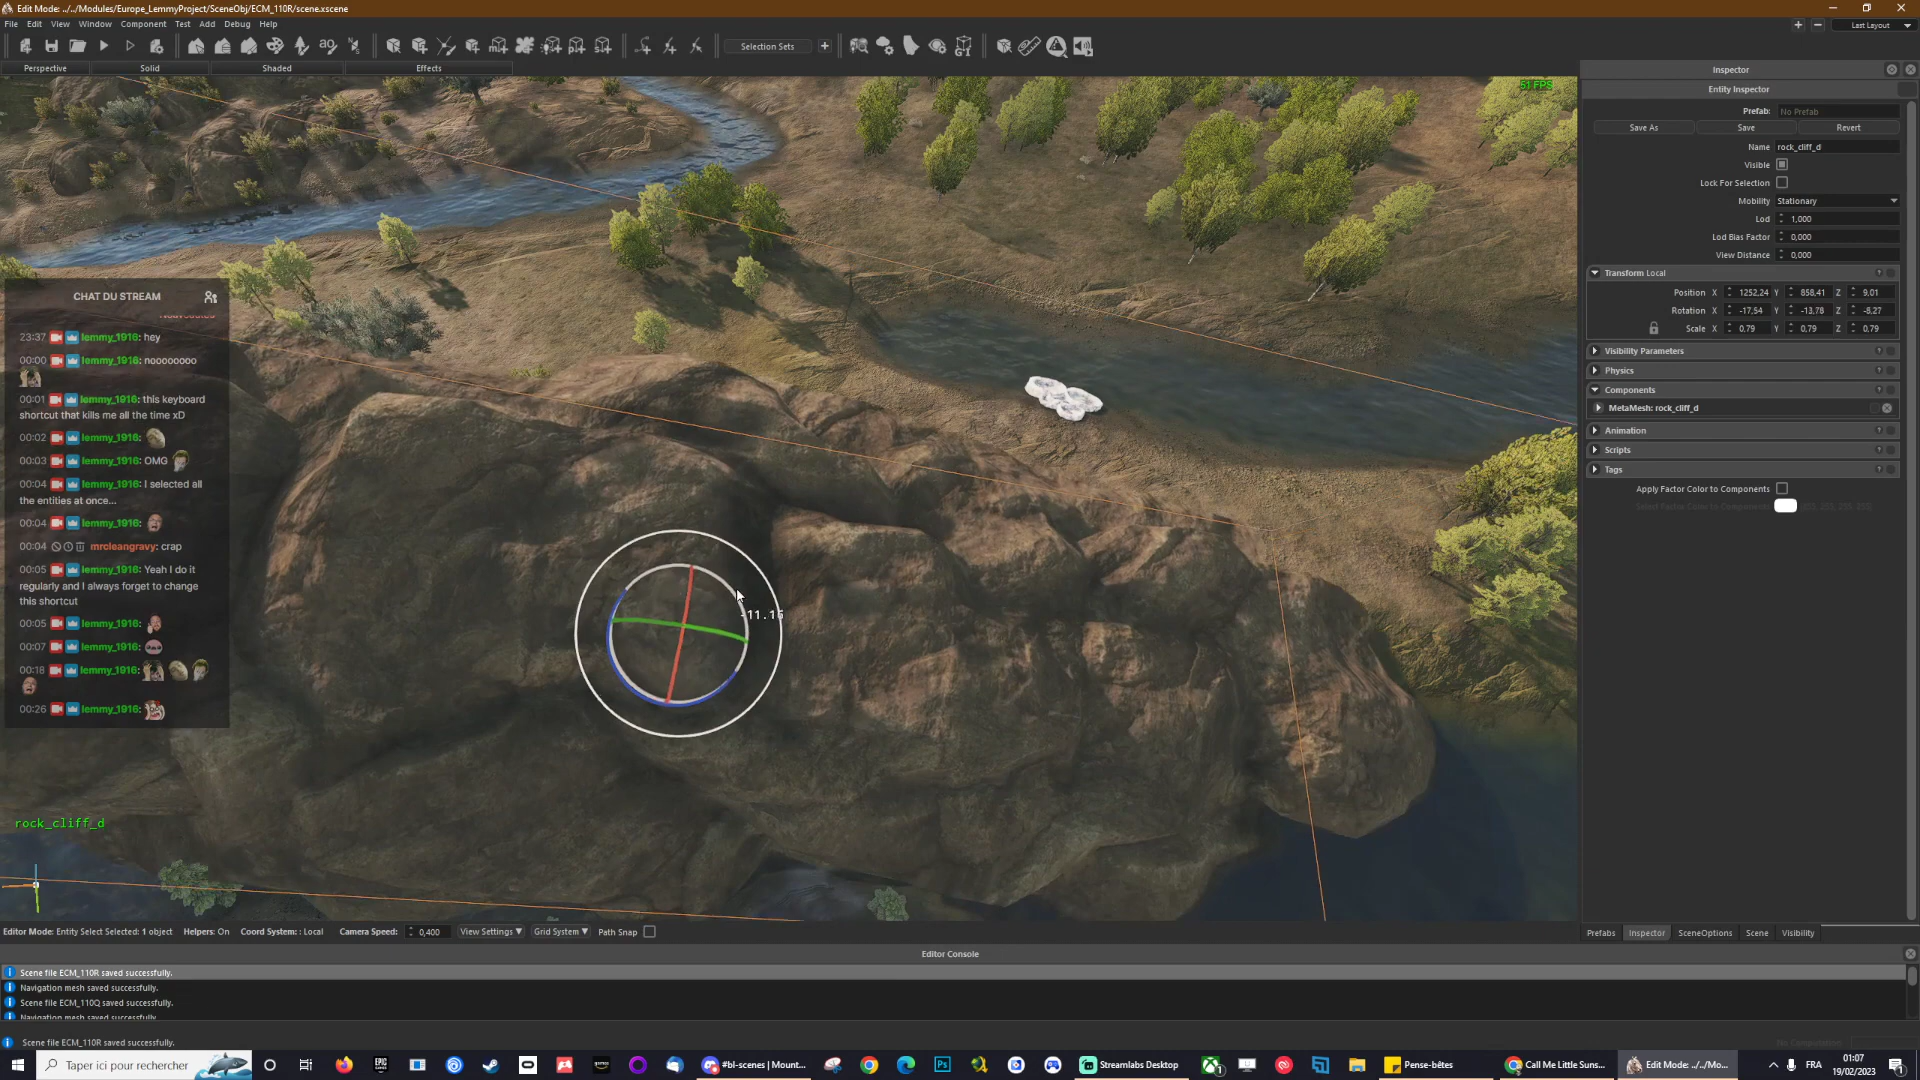 Edit Mode: ../../Modules/Europe_LemmyProject/SceneObj/ECM_110R/scene.xscene
File Edit View Window Component Test Add Debug Help
Last Layout
Selection Sets
Perspective Solid Shaded Effects
51 FPS
Inspector
Entity Inspector
Prefab: No Prefab
Save As Save Revert
Name rock_cliff_d
Visible
Lock For Selection
Mobility Stationary
Lod 1,000
Lod Bias Factor 0,000
View Distance 0,000
Transform Local
Position X 1252,24 Y 858,41 Z 9,01
Rotation X -17,54 Y -13,78 Z -8,27
Scale X 0,79 Y 0,79 Z 0,79
Visibility Parameters
Physics
Components
MetaMesh: rock_cliff_d
Animation
Scripts
Tags
Apply Factor Color to Components
CHAT DU STREAM
23:37 lemmy_1916: hey
00:00 lemmy_1916: noooooooo
00:01 lemmy_1916: this keyboard
shortcut that kills me all the time xD
00:02 lemmy_1916:
00:03 lemmy_1916: OMG
00:04 lemmy_1916: I selected all
the entities at once...
00:04 lemmy_1916:
00:04 mrcleangravy: crap
00:05 lemmy_1916: Yeah I do it
regularly and I always forget to change
this shortcut
00:05 lemmy_1916:
00:07 lemmy_1916:
00:18 lemmy_1916:
00:26 lemmy_1916:
rock_cliff_d
Editor Mode: Entity Select Selected: 1 object Helpers: On Coord System: : Local Camera Speed: 0,400 View Settings Grid System Path Snap
Prefabs Inspector SceneOptions Scene Visibility
Editor Console
Scene file ECM_110R saved successfully.
Navigation mesh saved successfully.
Scene file ECM_110Q saved successfully.
Navigation mesh saved successfully.
Scene file ECM_110R saved successfully.
No Computation
Taper ici pour rechercher
#bl-scenes | Mount...
Streamlabs Desktop
Pense-bêtes
Call Me Little Suns...
Edit Mode: ../../Mo...
FRA
01:07
19/02/2023